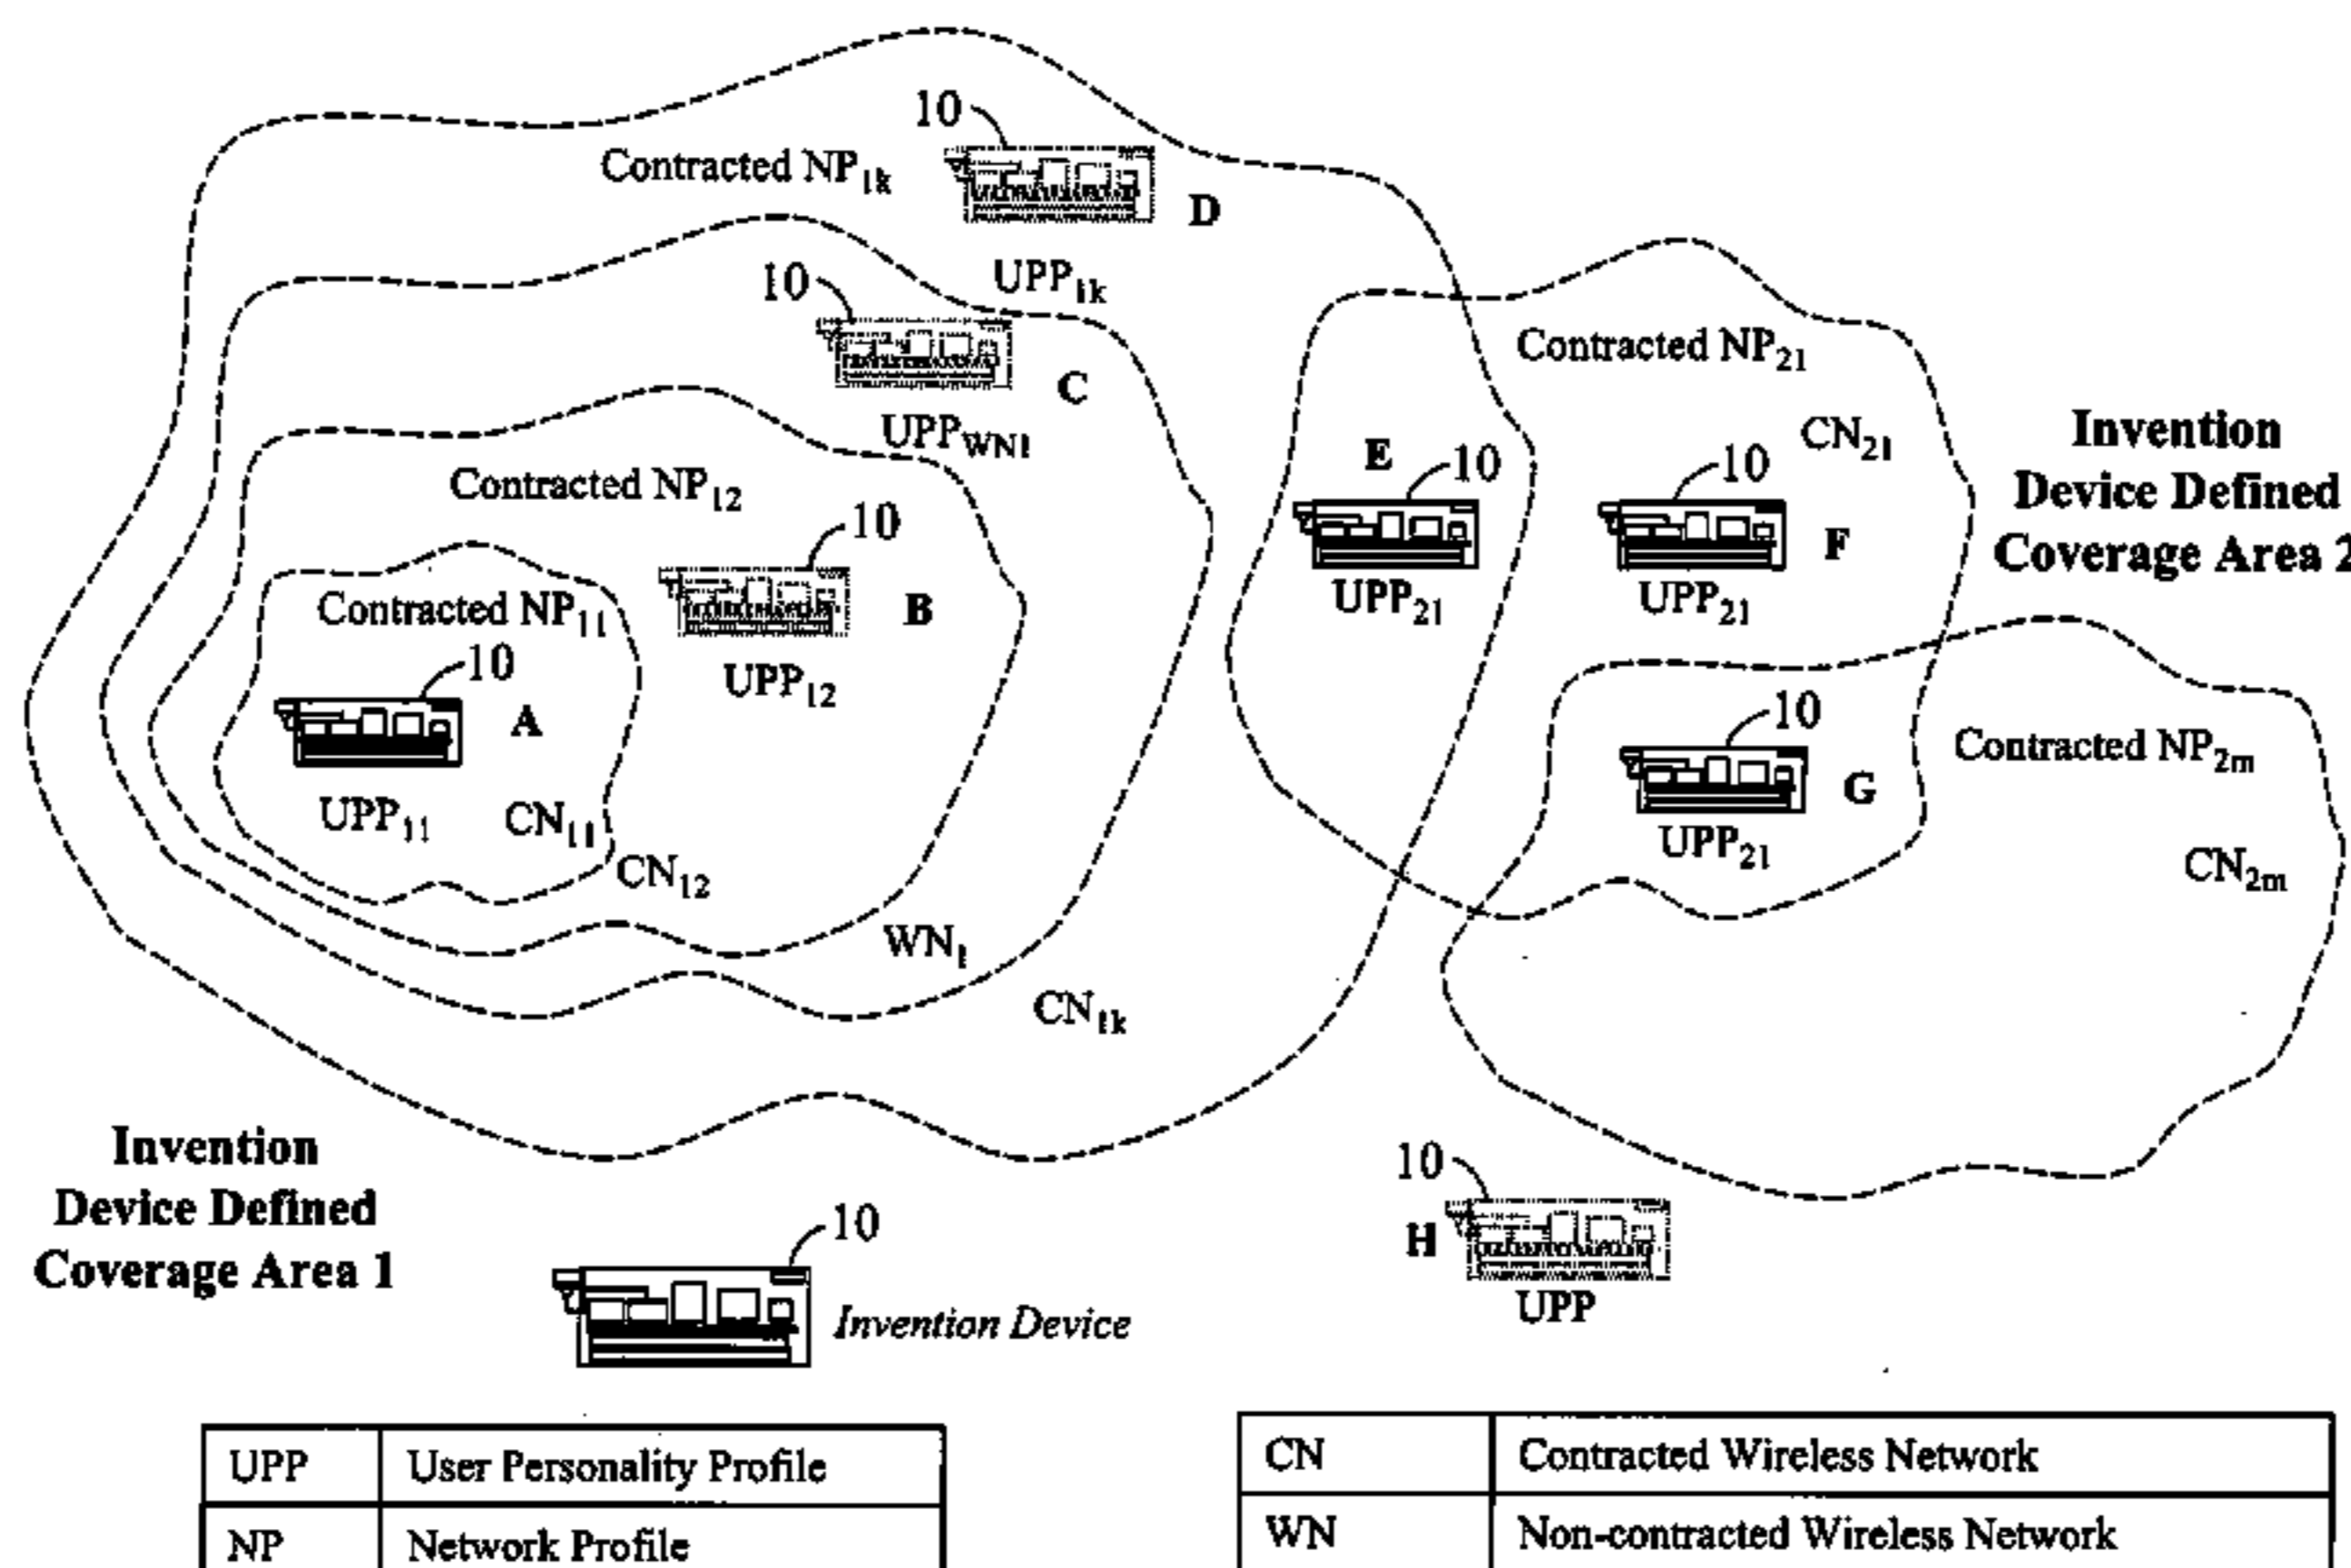 10
Contracted NP1k
D
10
UPP1k
Contracted NP21
C
UPPWN1
CN21
Invention
Device Defined
Coverage Area 2
Contracted NP12
E
10
10
10
F
Contracted NP11
B
UPP21
UPP21
10
UPP12
A
10
Contracted NP2m
G
UPP11
CN11
UPP21
CN12
CN2m
WN1
CN1k
Invention
Device Defined
Coverage Area 1
10
H
UPP
10
Invention Device
UPP
User Personality Profile
NP
Network Profile
CN
Contracted Wireless Network
WN
Non-contracted Wireless Network